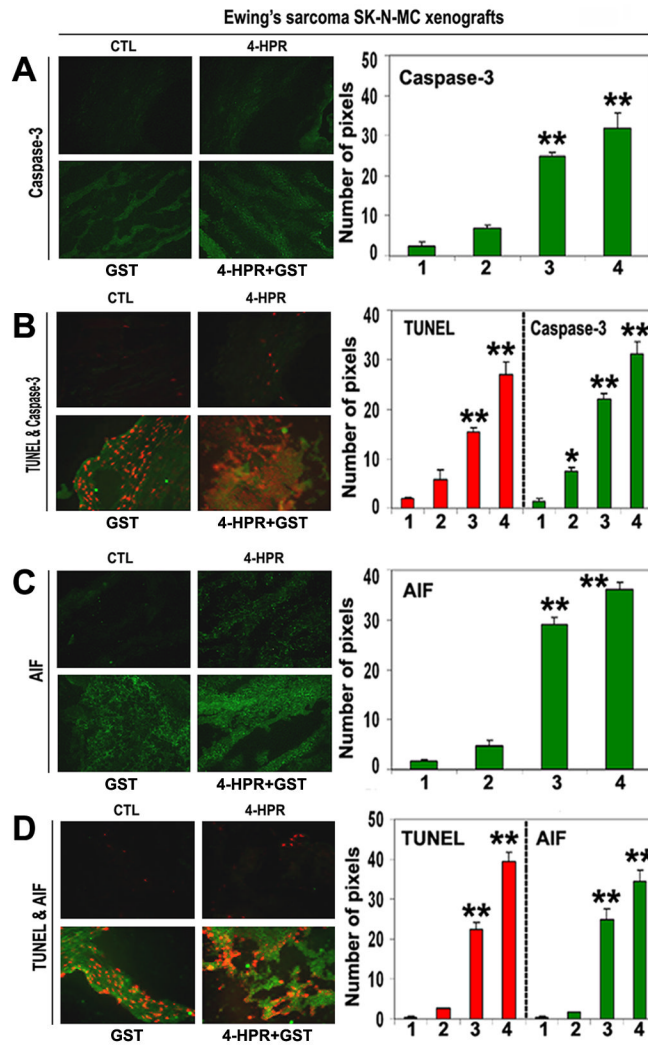 Ewing's sarcoma SK-N-MC xenografts
A
CTL
4-HPR
Caspase-3
GST
4-HPR+GST
Caspase-3
Number of pixels
40
30
20
10
0
**
**
1 2 3 4
B
CTL
4-HPR
TUNEL & Caspase-3
GST
4-HPR+GST
TUNEL
Caspase-3
Number of pixels
40
30
20
10
0
**
**
*
**
**
1 2 3 4 1 2 3 4
C
CTL
4-HPR
AIF
GST
4-HPR+GST
AIF
Number of pixels
40
30
20
10
0
**
**
1 2 3 4
D
CTL
4-HPR
TUNEL & AIF
GST
4-HPR+GST
TUNEL
AIF
Number of pixels
50
40
30
20
10
0
**
**
**
**
1 2 3 4 1 2 3 4